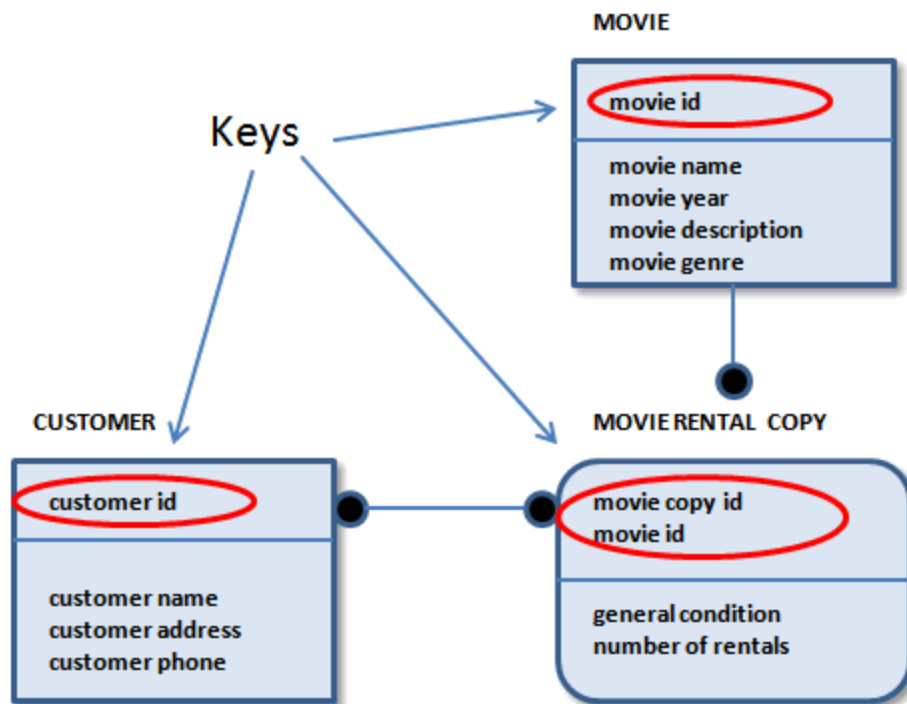 MOVIE
movie id
Keys
movie name
movie year
movie description
movie genre
CUSTOMER
MOVIE RENTAL COPY
customer id
movie copy id
movie id
customer name
customer address
customer phone
general condition
number of rentals